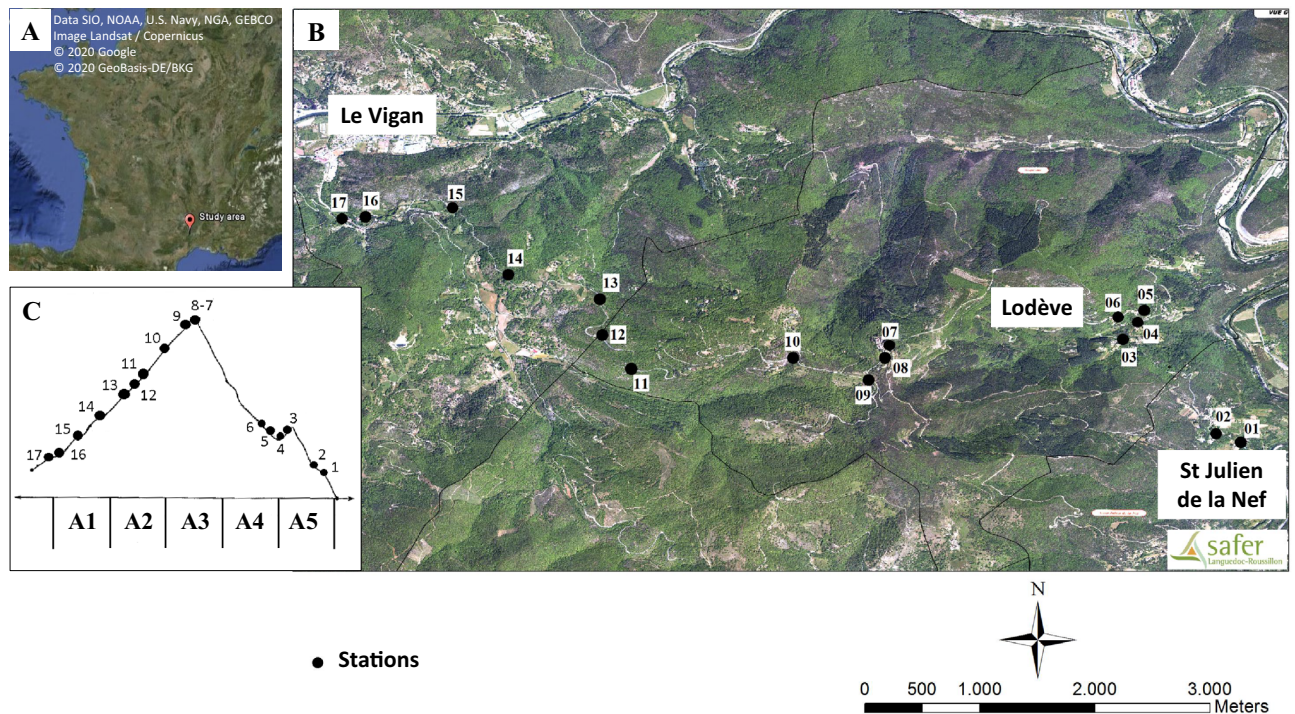 A
Data SIO, NOAA, U.S. Navy, NGA, GEBCO
Image Landsat / Copernicus
© 2020 Google
© 2020 GeoBasis-DE/BKG
Study area
B
Le Vigan
17
16
15
14
13
12
11
10
07
08
09
Lodève
06
05
04
03
02
01
St Julien
de la Nef
safer
Languedoc-Roussillon
C
8-7
9
10
11
12
13
14
15
16
17
6
5
4
3
2
1
A1
A2
A3
A4
A5
Stations
N
0
500
1.000
2.000
3.000
Meters